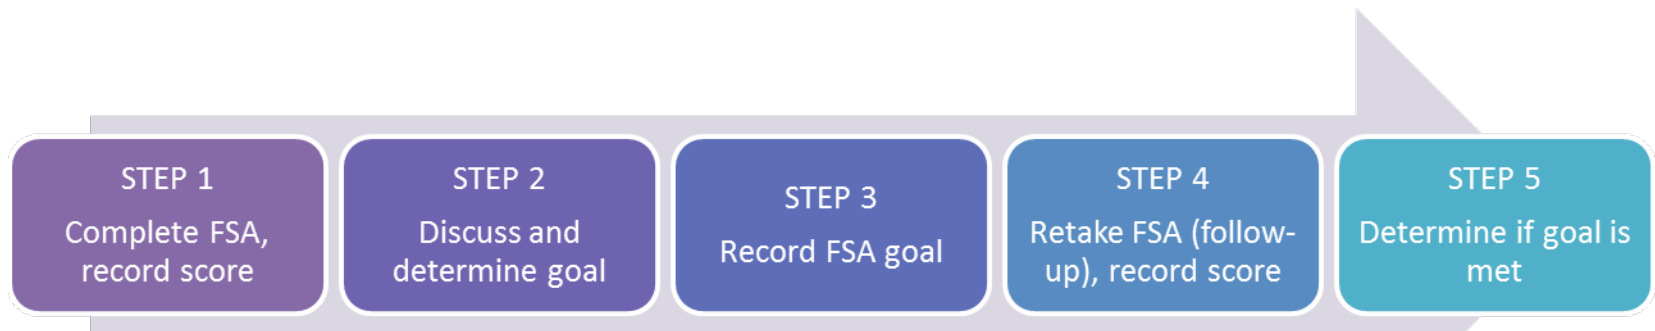 STEP 1
Complete FSA,
record score
STEP 2
Discuss and
determine goal
STEP 3
Record FSA goal
STEP 4
Retake FSA (follow-
up), record score
STEP 5
Determine if goal is
met